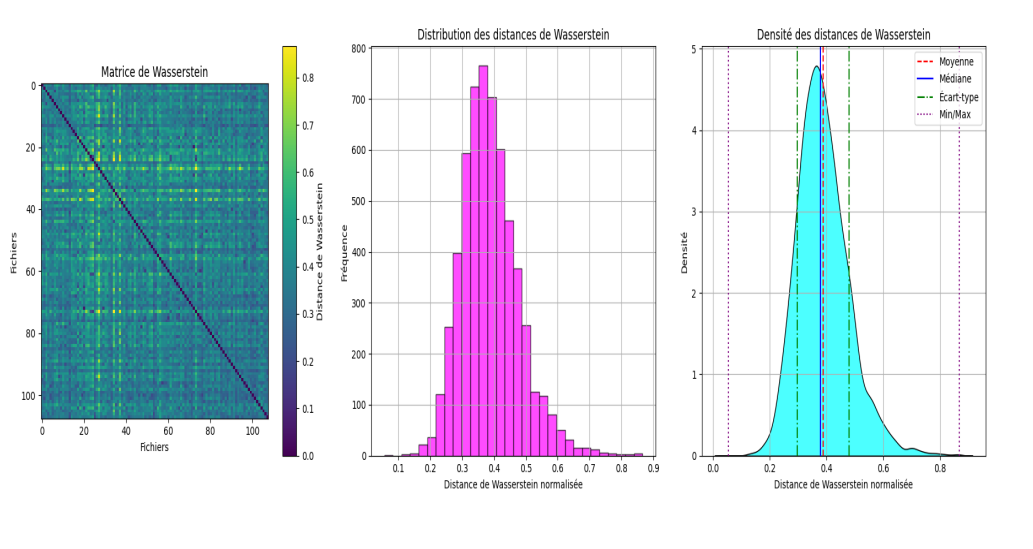 Matrice de Wasserstein
0
20
40
60
80
100
Fichiers
0 20 40 60 80 100
Fichiers
0.8
0.7
0.6
0.5
0.4
0.3
0.2
0.1
0.0
Distance de Wasserstein
Distribution des distances de Wasserstein
800
700
600
500
400
300
200
100
0
Fréquence
0.1 0.2 0.3 0.4 0.5 0.6 0.7 0.8 0.9
Distance de Wasserstein normalisée
Densité des distances de Wasserstein
5
4
3
2
1
0
Densité
0.0 0.2 0.4 0.6 0.8
Distance de Wasserstein normalisée
Moyenne
Médiane
Écart-type
Min/Max